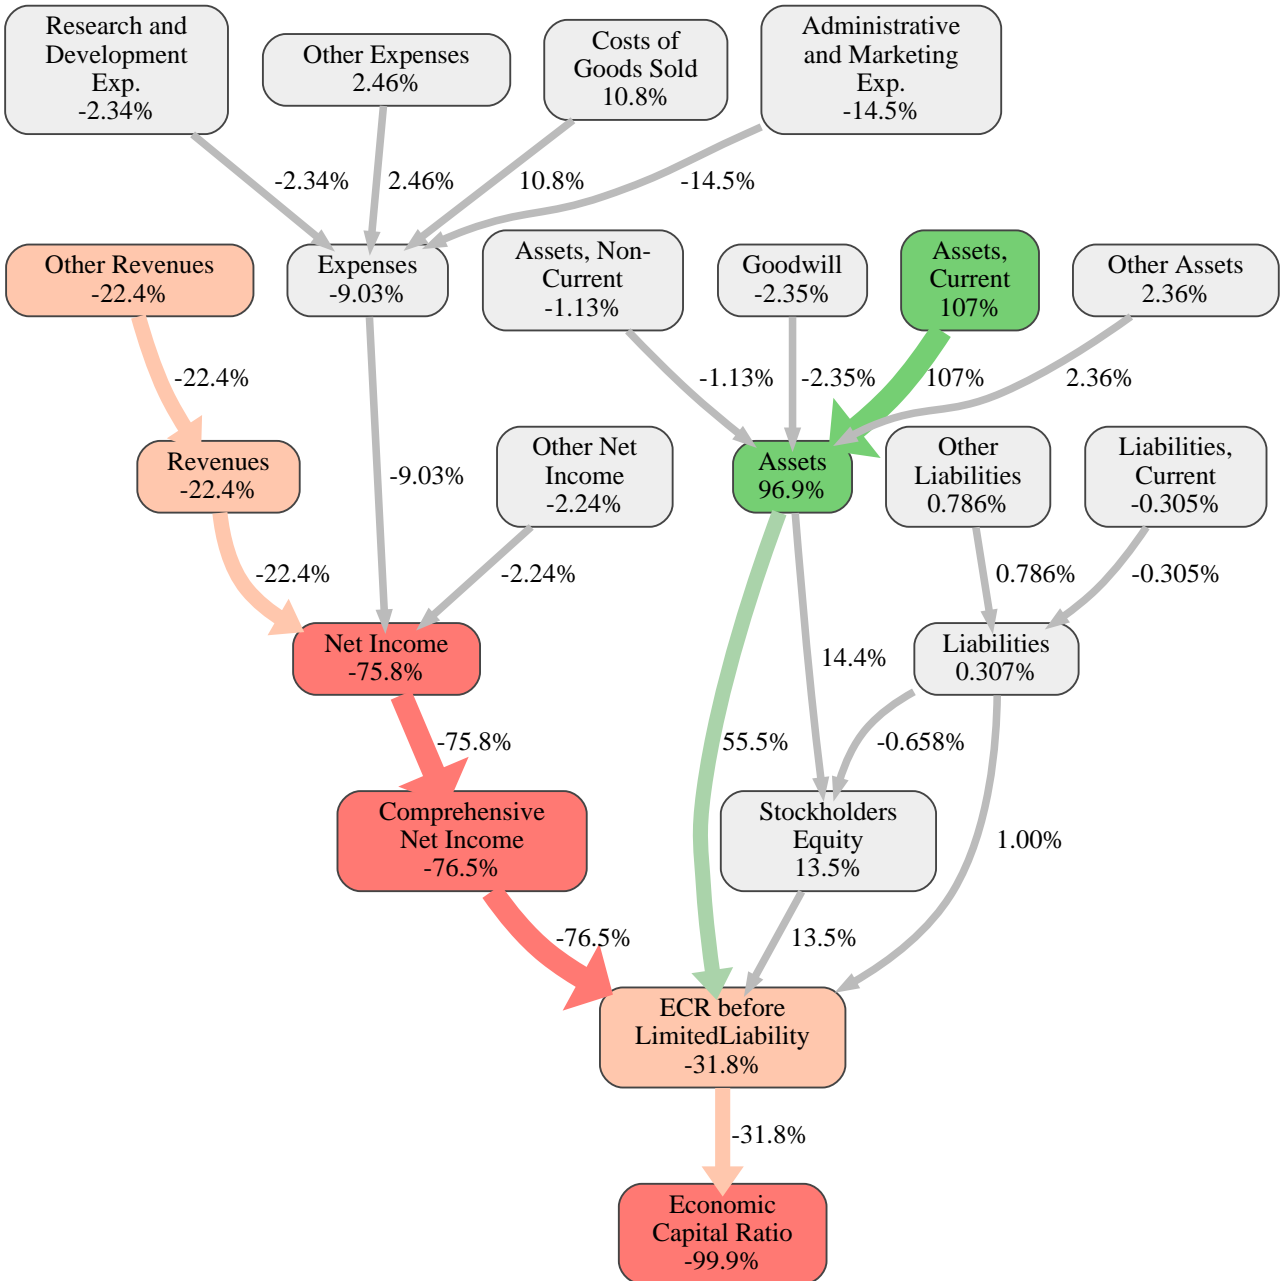 Research and
Development
Exp.
-2.34%
Other Expenses
2.46%
Costs of
Goods Sold
10.8%
Administrative
and Marketing
Exp.
-14.5%
-2.34%
2.46%
10.8%
-14.5%
Other Revenues
-22.4%
Expenses
-9.03%
Assets, Non-
Current
-1.13%
Goodwill
-2.35%
Assets,
Current
107%
Other Assets
2.36%
-22.4%
-1.13%
-2.35%
107%
2.36%
Revenues
-22.4%
-9.03%
Other Net
Income
-2.24%
Assets
96.9%
Other
Liabilities
0.786%
Liabilities,
Current
-0.305%
-22.4%
-2.24%
0.786%
-0.305%
Net Income
-75.8%
14.4%
Liabilities
0.307%
-75.8%
55.5%
-0.658%
Comprehensive
Net Income
-76.5%
Stockholders
Equity
13.5%
1.00%
-76.5%
13.5%
ECR before
LimitedLiability
-31.8%
-31.8%
Economic
Capital Ratio
-99.9%